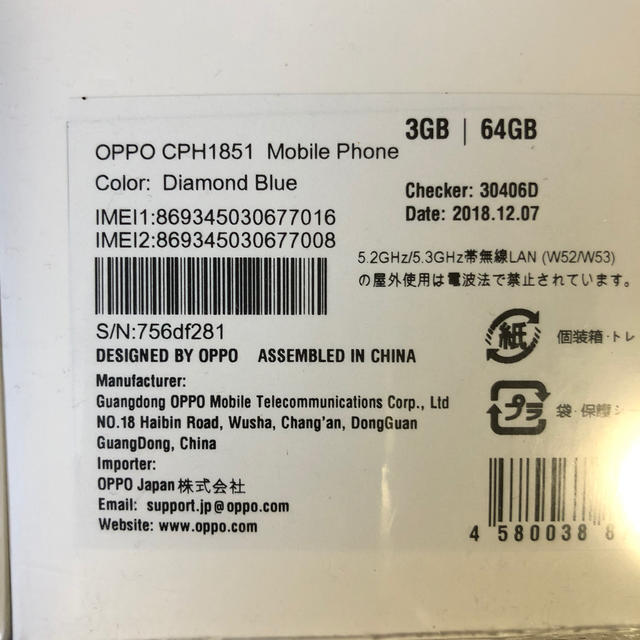 3GB | 64GB
OPPO CPH1851 Mobile Phone
Color: Diamond Blue
Checker: 30406D
Date: 2018.12.07
IMEI1:869345030677016
IMEI2:869345030677008
5.2GHz/5.3GHz帯無線LAN (W52/W53)
の屋外使用は電波法で禁止されています。
S/N:756df281
DESIGNED BY OPPO ASSEMBLED IN CHINA
紙 個装箱・トレ
Manufacturer:
Guangdong OPPO Mobile Telecommunications Corp., Ltd
NO.18 Haibin Road, Wusha, Chang'an, DongGuan
GuangDong, China
プラ 袋・保護シ
Importer:
OPPO Japan株式会社
Email: support.jp@oppo.com
Website: www.oppo.com
4 580038 8